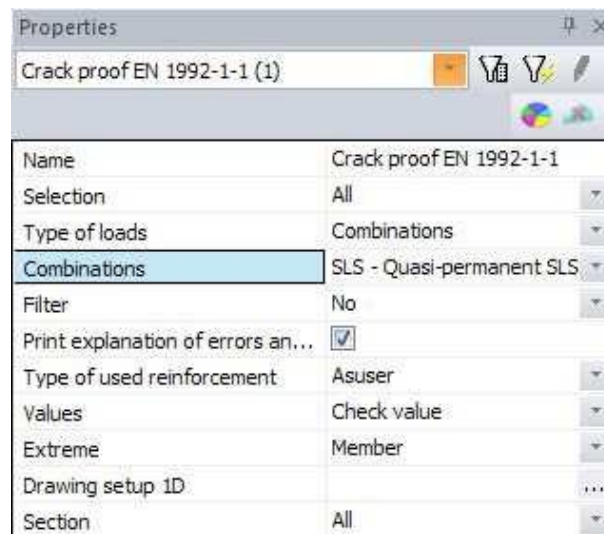 Properties
Crack proof EN 1992-1-1 (1)
Name Crack proof EN 1992-1-1
Selection All
Type of loads Combinations
Combinations SLS - Quasi-permanent SLS
Filter No
Print explanation of errors an...
Type of used reinforcement Asuser
Values Check value
Extreme Member
Drawing setup 1D ...
Section All